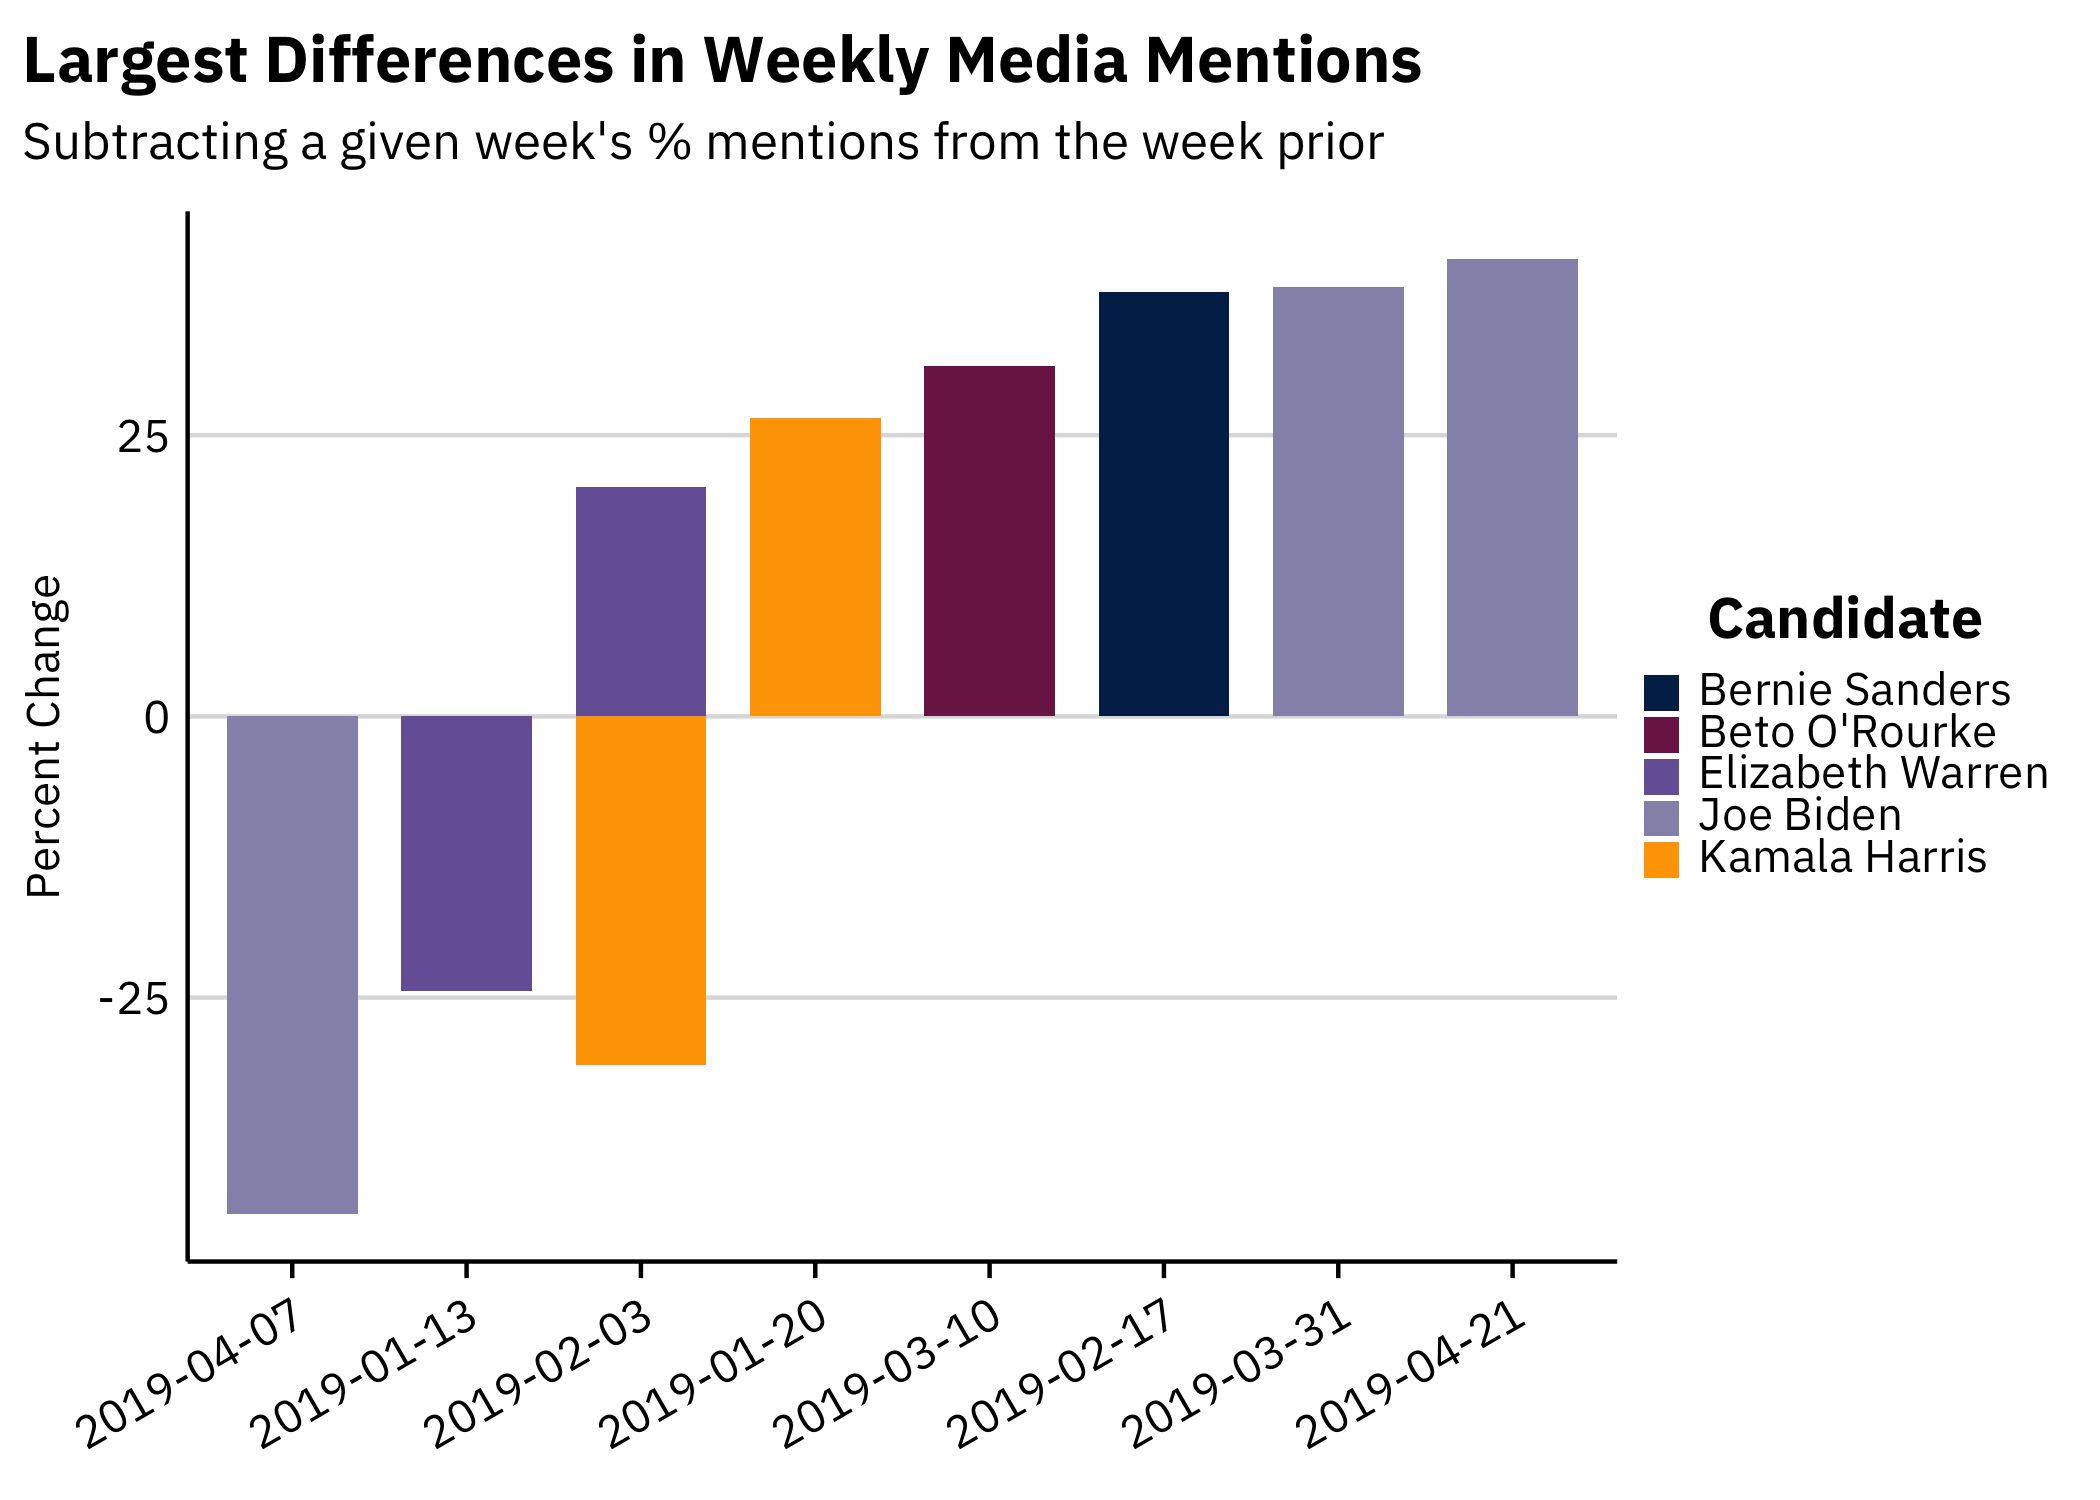 Largest Differences in Weekly Media Mentions
Subtracting a given week's % mentions from the week prior
Percent Change
25
0
-25
2019-04-07
2019-01-13
2019-02-03
2019-01-20
2019-03-10
2019-02-17
2019-03-31
2019-04-21
Candidate
Bernie Sanders
Beto O'Rourke
Elizabeth Warren
Joe Biden
Kamala Harris